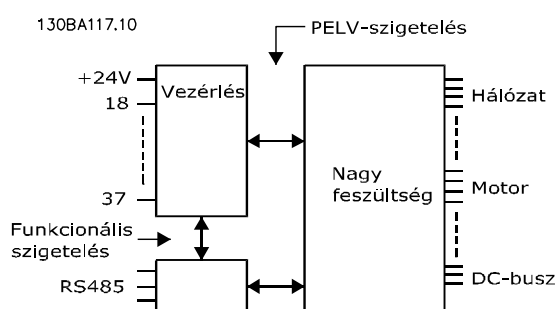 130BA117.10
PELV-szigetelés
+24V
18
37
Vezérlés
Nagy
feszültség
Hálózat
Motor
DC-busz
Funkcionális
szigetelés
RS485